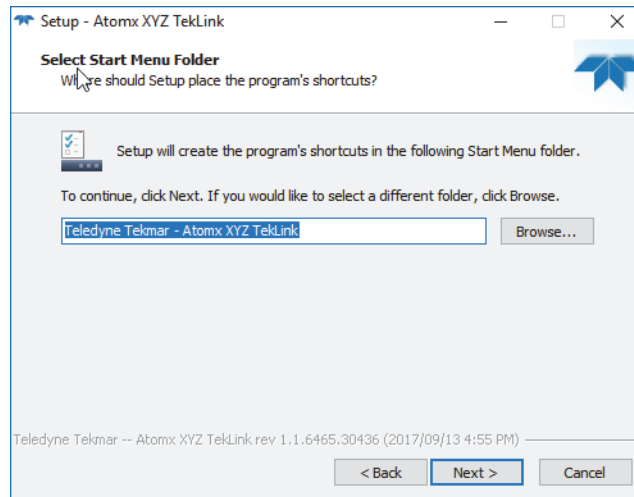 Setup - Atomx XYZ TekLink
Select Start Menu Folder
Where should Setup place the program's shortcuts?
Setup will create the program's shortcuts in the following Start Menu folder.
To continue, click Next. If you would like to select a different folder, click Browse.
Teledyne Tekmar - Atomx XYZ TekLink
Browse...
Teledyne Tekmar -- Atomx XYZ TekLink rev 1.1.6465.30436 (2017/09/13 4:55 PM)
< Back
Next >
Cancel